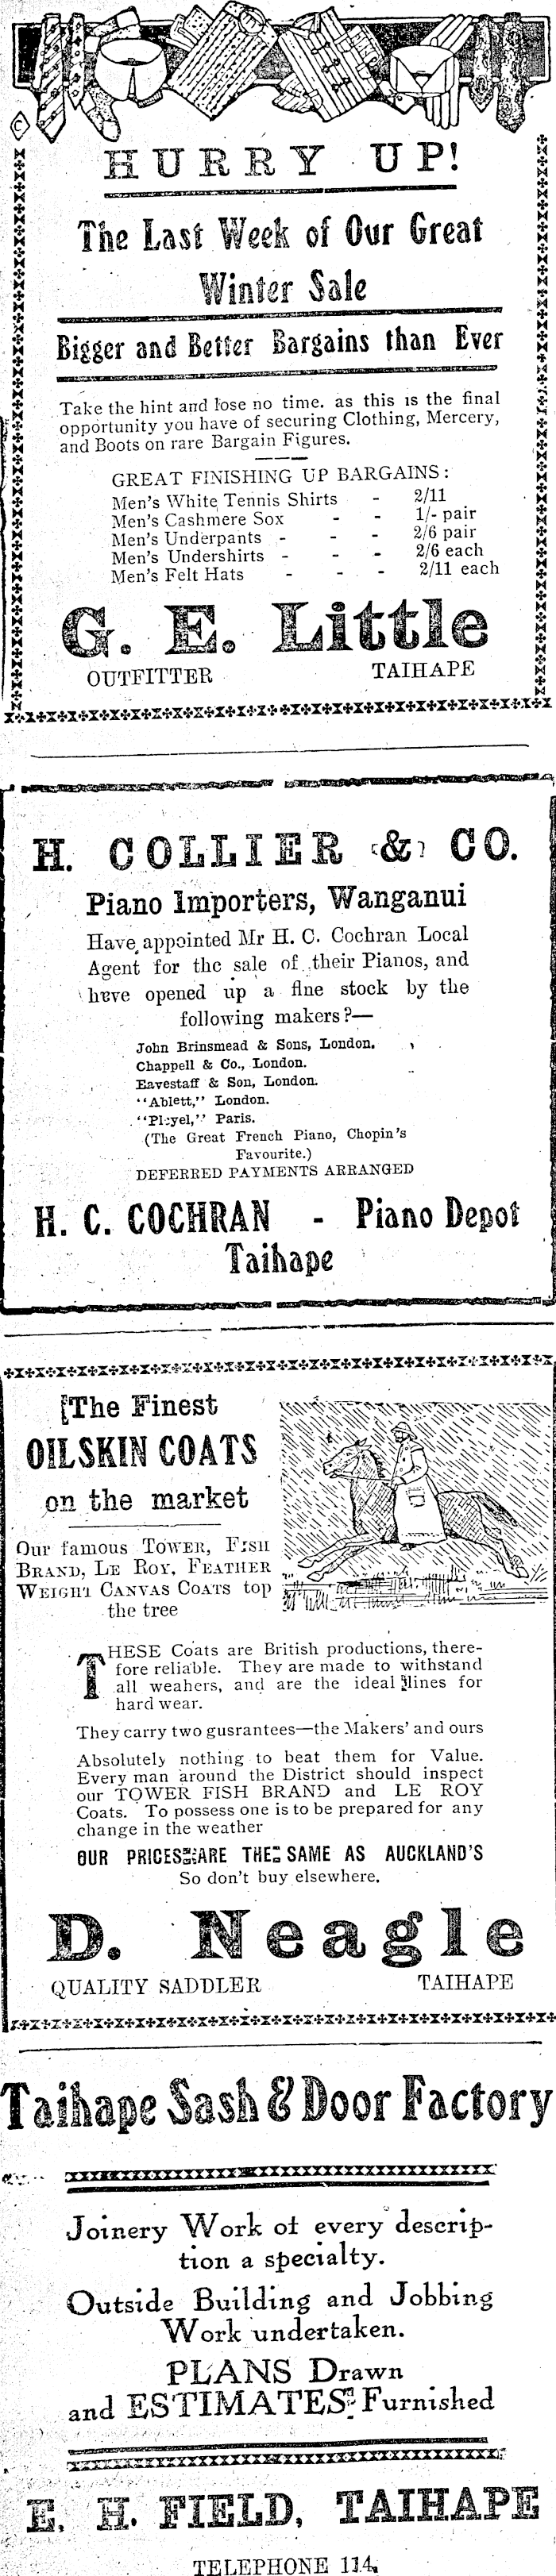 HURRY UP!
The Last Week of Our Great
Winter Sale
Bigger and Better Bargains than Ever
Take the hint and lose no time. as this is the final
opportunity you have of securing Clothing, Mercery,
and Boots on rare Bargain Figures.
GREAT FINISHING UP BARGAINS:
Men's White Tennis Shirts - 2/11
Men's Cashmere Sox - - 1/- pair
Men's Underpants - - - 2/6 pair
Men's Undershirts - - - 2/6 each
Men's Felt Hats - - - 2/11 each
G. E. Little
OUTFITTER TAIHAPE
H. COLLIER & CO.
Piano Importers, Wanganui
Have appointed Mr H. C. Cochran Local
Agent for the sale of their Pianos, and
have opened up a fine stock by the
following makers?—
John Brinsmead & Sons, London.
Chappell & Co., London.
Eavestaff & Son, London.
"Ablett," London.
"Pleyel," Paris.
(The Great French Piano, Chopin's
Favourite.)
DEFERRED PAYMENTS ARRANGED
H. C. COCHRAN - Piano Depot
Taihape
The Finest
OILSKIN COATS
on the market
Our famous TOWER, FISH
BRAND, LE ROY, FEATHER
WEIGHT CANVAS COATS top
the tree
THESE Coats are British productions, there-
fore reliable. They are made to withstand
all weahers, and are the ideal lines for
hard wear.
They carry two gusrantees—the Makers' and ours
Absolutely nothing to beat them for Value.
Every man around the District should inspect
our TOWER FISH BRAND and LE ROY
Coats. To possess one is to be prepared for any
change in the weather
OUR PRICES ARE THE SAME AS AUCKLAND'S
So don't buy elsewhere.
D. Neagle
QUALITY SADDLER TAIHAPE
Taihape Sash & Door Factory
Joinery Work of every descrip-
tion a specialty.
Outside Building and Jobbing
Work undertaken.
PLANS Drawn
and ESTIMATES Furnished
E. H. FIELD, TAIHAPE
TELEPHONE 114.